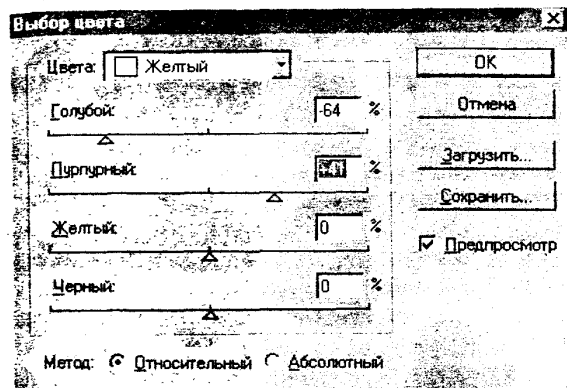 Выбор цвета
Цвета: Желтый
OK
Голубой: -64 %
Отмена
Пурпурный: +41 %
Загрузить...
Сохранить...
Желтый: 0 %
Предпросмотр
Черный: 0 %
Метод: Относительный Абсолютный